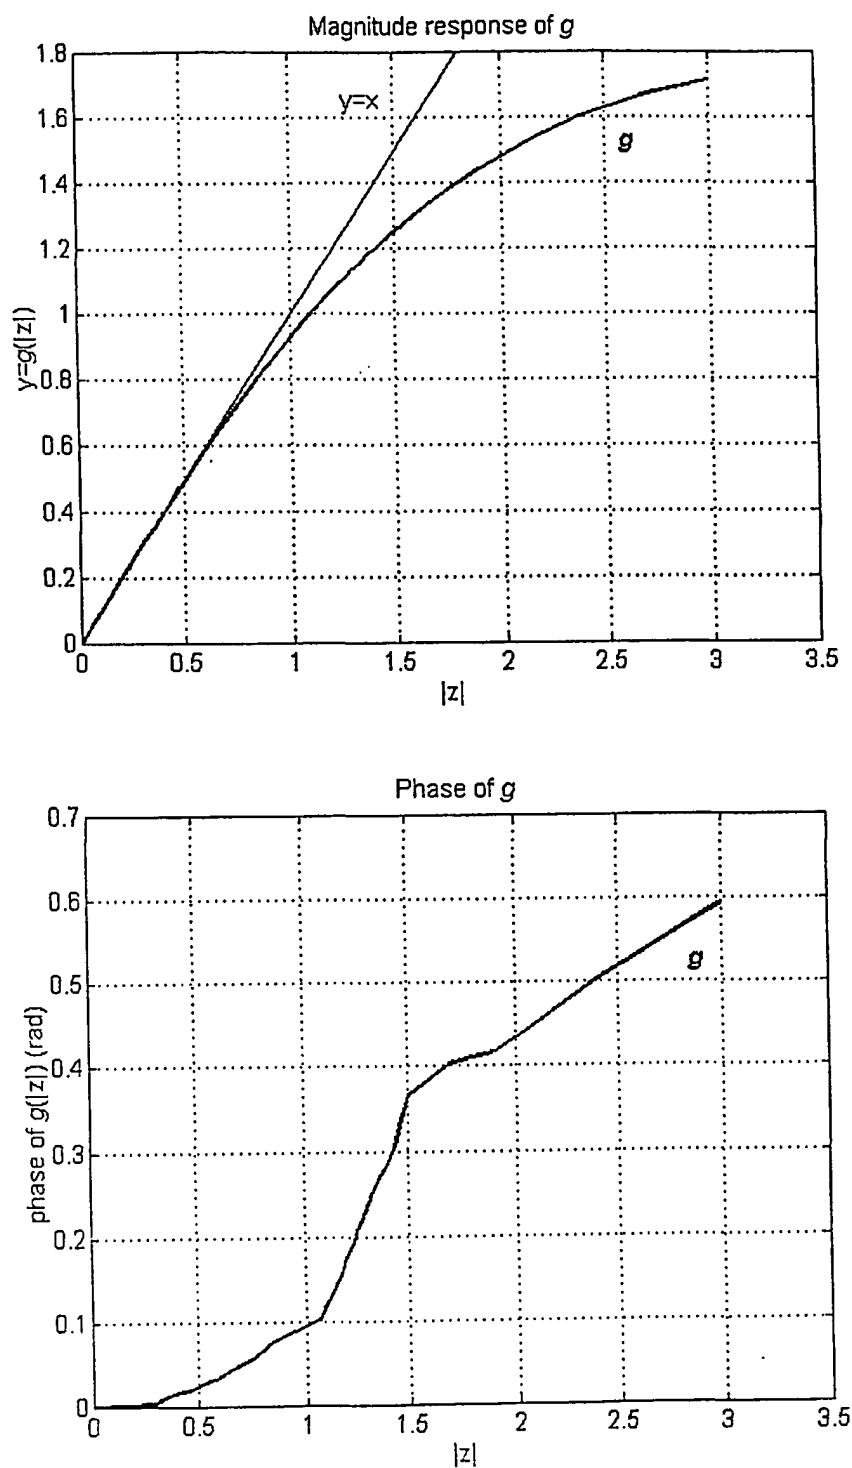 Magnitude response of g
1.8
1.6
1.4
1.2
1
0.8
0.6
0.4
0.2
0
y=g(|z|)
y=x
g
0 0.5 1 1.5 2 2.5 3 3.5
|z|
Phase of g
0.7
0.6
0.5
0.4
0.3
0.2
0.1
0
phase of g(|z|) (rad)
g
0 0.5 1 1.5 2 2.5 3 3.5
|z|